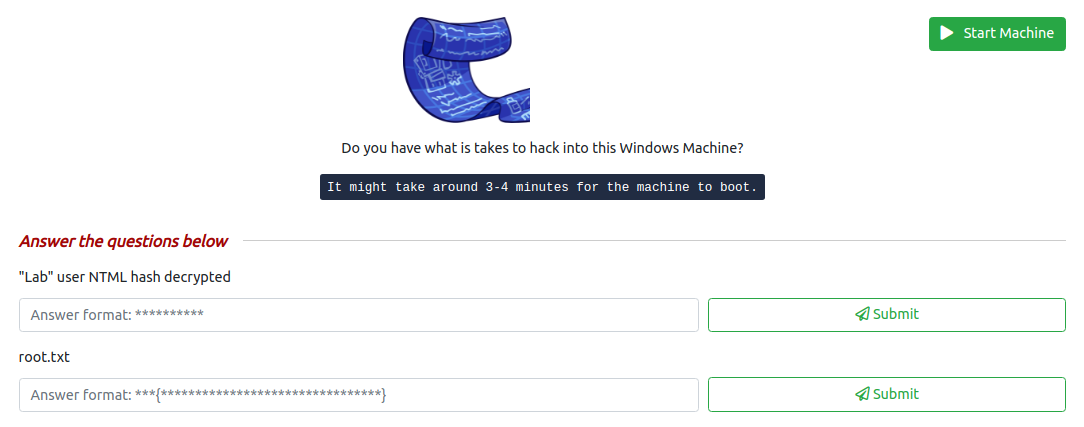 Start Machine
Do you have what is takes to hack into this Windows Machine?
It might take around 3-4 minutes for the machine to boot.
Answer the questions below
"Lab" user NTML hash decrypted
Answer format: **********
Submit
root.txt
Answer format: ***{********************************}
Submit